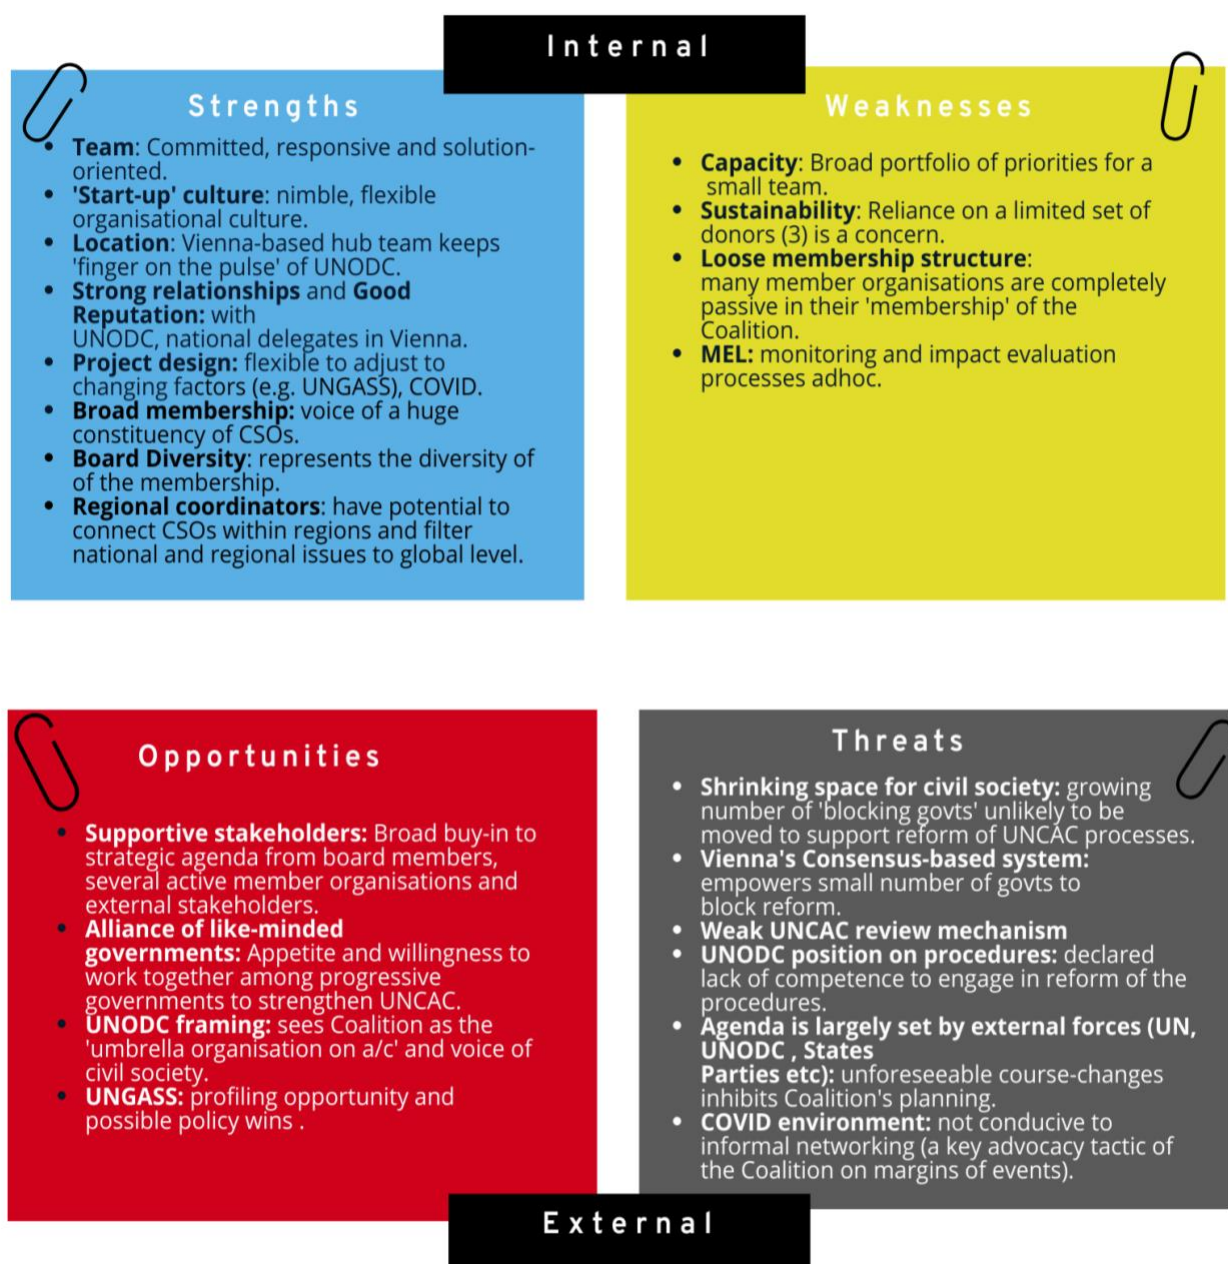 Internal
Strengths
• Team: Committed, responsive and solution-
oriented.
• 'Start-up' culture: nimble, flexible
organisational culture.
• Location: Vienna-based hub team keeps
'finger on the pulse' of UNODC.
• Strong relationships and Good
Reputation: with
UNODC, national delegates in Vienna.
• Project design: flexible to adjust to
changing factors (e.g. UNGASS), COVID.
• Broad membership: voice of a huge
constituency of CSOs.
• Board Diversity: represents the diversity of
of the membership.
• Regional coordinators: have potential to
connect CSOs within regions and filter
national and regional issues to global level.
Weaknesses
• Capacity: Broad portfolio of priorities for a
small team.
• Sustainability: Reliance on a limited set of
donors (3) is a concern.
• Loose membership structure:
many member organisations are completely
passive in their 'membership' of the
Coalition.
• MEL: monitoring and impact evaluation
processes adhoc.
Opportunities
• Supportive stakeholders: Broad buy-in to
strategic agenda from board members,
several active member organisations and
external stakeholders.
• Alliance of like-minded
governments: Appetite and willingness to
work together among progressive
governments to strengthen UNCAC.
• UNODC framing: sees Coalition as the
'umbrella organisation on a/c' and voice of
civil society.
• UNGASS: profiling opportunity and
possible policy wins .
Threats
• Shrinking space for civil society: growing
number of 'blocking govts' unlikely to be
moved to support reform of UNCAC processes.
• Vienna's Consensus-based system:
empowers small number of govts to
block reform.
• Weak UNCAC review mechanism
• UNODC position on procedures: declared
lack of competence to engage in reform of the
procedures.
• Agenda is largely set by external forces (UN,
UNODC , States
Parties etc): unforeseeable course-changes
inhibits Coalition's planning.
• COVID environment: not conducive to
informal networking (a key advocacy tactic of
the Coalition on margins of events).
External